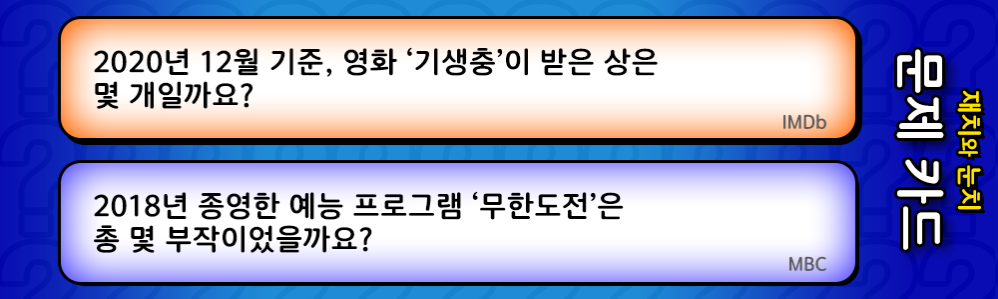 2020년 12월 기준, 영화 ‘기생충’이 받은 상은
몇 개일까요?
IMDb
2018년 종영한 예능 프로그램 ‘무한도전’은
총 몇 부작이었을까요?
MBC
재치와 눈치
문제 카드